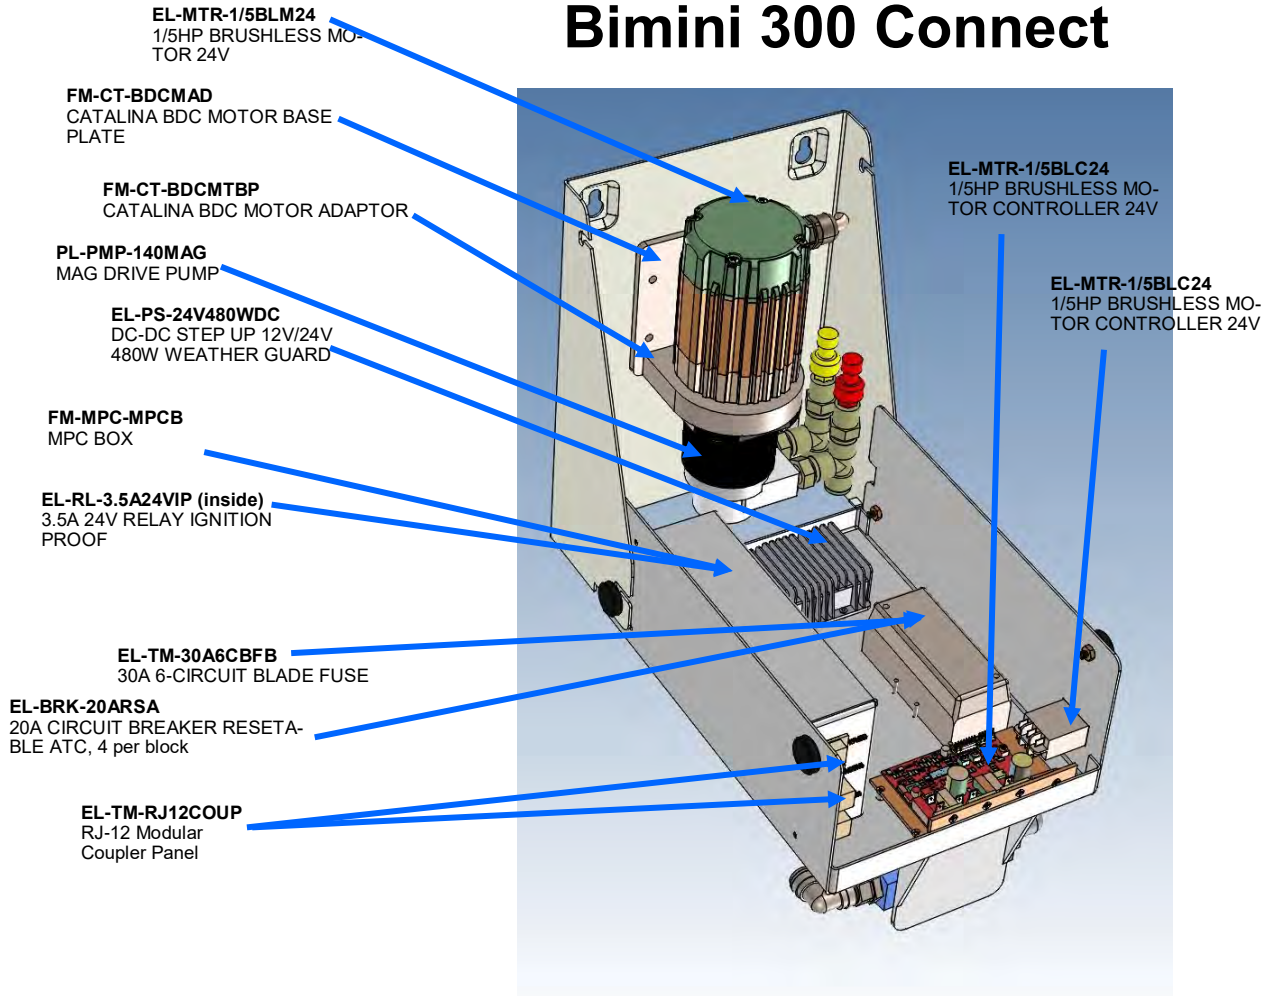 Bimini 300 Connect
EL-MTR-1/5BLM24
1/5HP BRUSHLESS MO-
TOR 24V
FM-CT-BDCMAD
CATALINA BDC MOTOR BASE
PLATE
FM-CT-BDCMTBP
CATALINA BDC MOTOR ADAPTOR
PL-PMP-140MAG
MAG DRIVE PUMP
EL-PS-24V480WDC
DC-DC STEP UP 12V/24V
480W WEATHER GUARD
FM-MPC-MPCB
MPC BOX
EL-RL-3.5A24VIP (inside)
3.5A 24V RELAY IGNITION
PROOF
EL-TM-30A6CBFB
30A 6-CIRCUIT BLADE FUSE
EL-BRK-20ARSA
20A CIRCUIT BREAKER RESETA-
BLE ATC, 4 per block
EL-TM-RJ12COUP
RJ-12 Modular
Coupler Panel
EL-MTR-1/5BLC24
1/5HP BRUSHLESS MO-
TOR CONTROLLER 24V
EL-MTR-1/5BLC24
1/5HP BRUSHLESS MO-
TOR CONTROLLER 24V